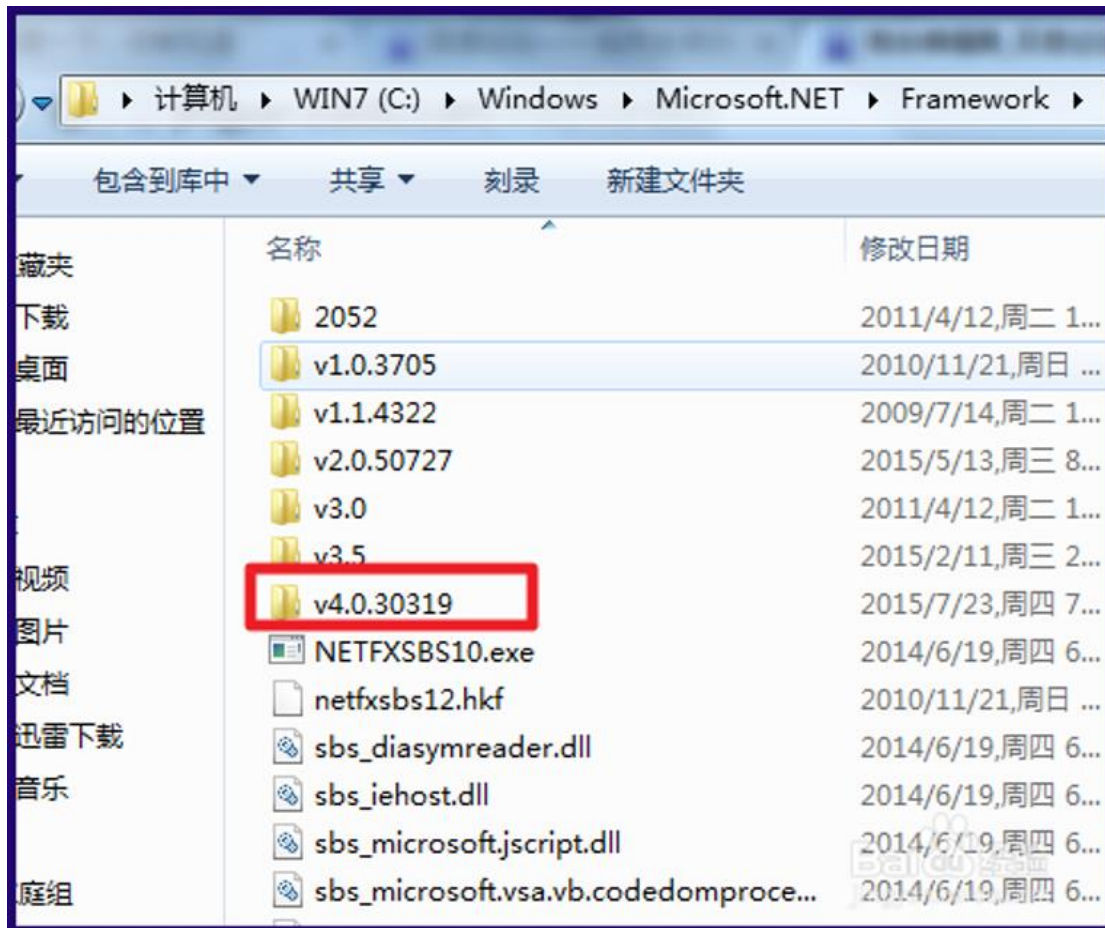 计算机 WIN7 (C:) Windows Microsoft.NET Framework
包含到库中 共享 刻录 新建文件夹
名称 修改日期
藏夹
下载
桌面
最近访问的位置
视频
图片
文档
迅雷下载
音乐
庭组
2052 2011/4/12,周二 1...
v1.0.3705 2010/11/21,周日 ...
v1.1.4322 2009/7/14,周二 1...
v2.0.50727 2015/5/13,周三 8...
v3.0 2011/4/12,周二 1...
v3.5 2015/2/11,周三 2...
v4.0.30319 2015/7/23,周四 7...
NETFXSBS10.exe 2014/6/19,周四 6...
netfxsbs12.hkf 2010/11/21,周日 ...
sbs_diasymreader.dll 2014/6/19,周四 6...
sbs_iehost.dll 2014/6/19,周四 6...
sbs_microsoft.jscript.dll 2014/6/19,周四 6...
sbs_microsoft.vsa.vb.codedomproce... 2014/6/19,周四 6...
Baidu 经验